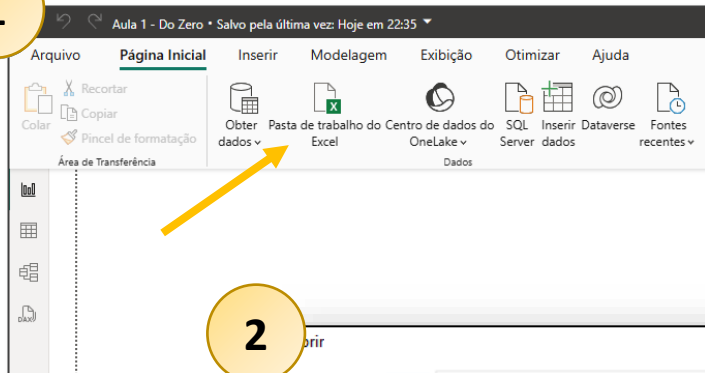 Aula 1 - Do Zero • Salvo pela última vez: Hoje em 22:35
Arquivo Página Inicial Inserir Modelagem Exibição Otimizar Ajuda
Recortar
Copiar
Pincel de formatação
Colar
Área de Transferência
Obter dados
Pasta de trabalho do Excel
Centro de dados do OneLake
SQL Server
Inserir dados
Dataverse
Fontes recentes
Dados
DAX
2